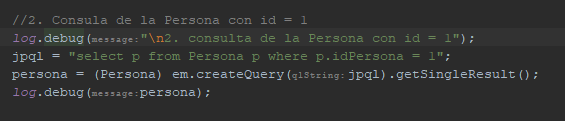 //2. Consula de la Persona con id = 1
log.debug(message:"\n2. consulta de la Persona con id = 1");
jpql = "select p from Persona p where p.idPersona = 1";
persona = (Persona) em.createQuery(qlString:jpql).getSingleResult();
log.debug(message:persona);